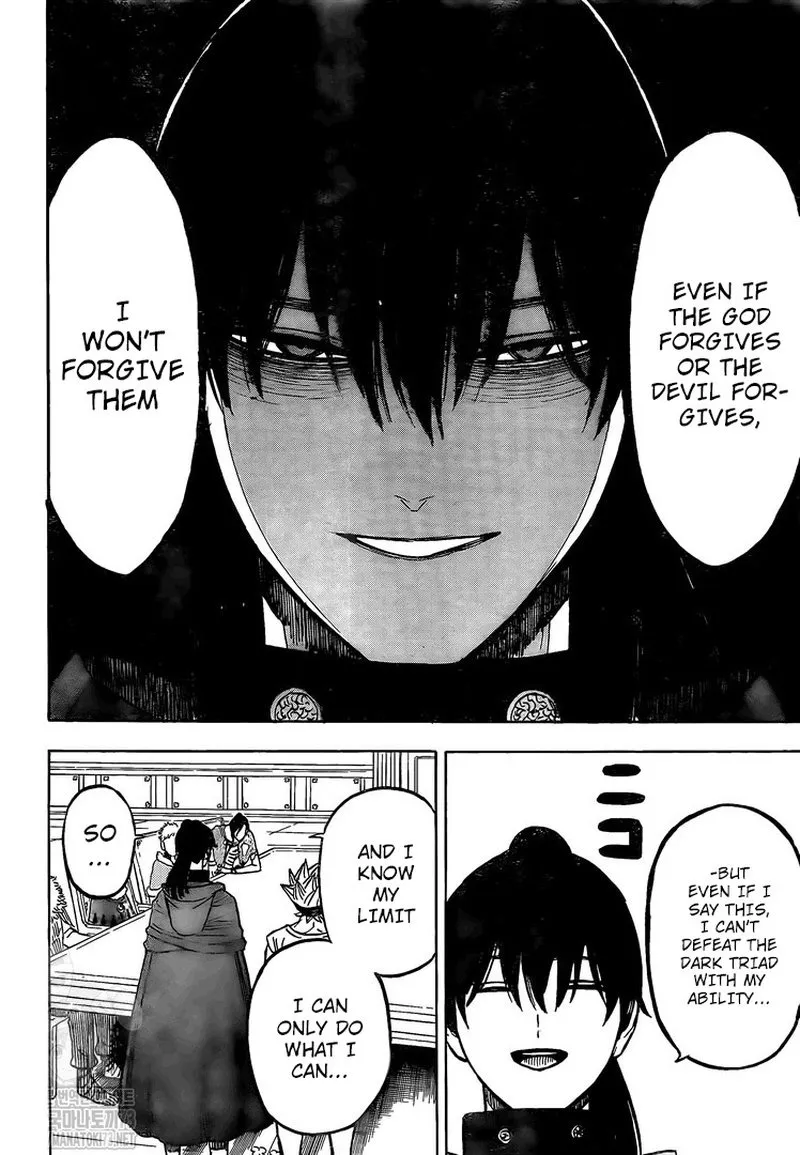 EVEN IF
THE GOD
FORGIVES
OR THE
DEVIL FOR-
GIVES,
I
WON'T
FORGIVE
THEM
ニコ
-BUT
EVEN IF I
SAY THIS,
I CAN'T
DEFEAT THE
DARK TRIAD
WITH MY
ABILITY...
AND I
KNOW
MY
LIMIT
I CAN
ONLY DO
WHAT I
CAN...
SO
...